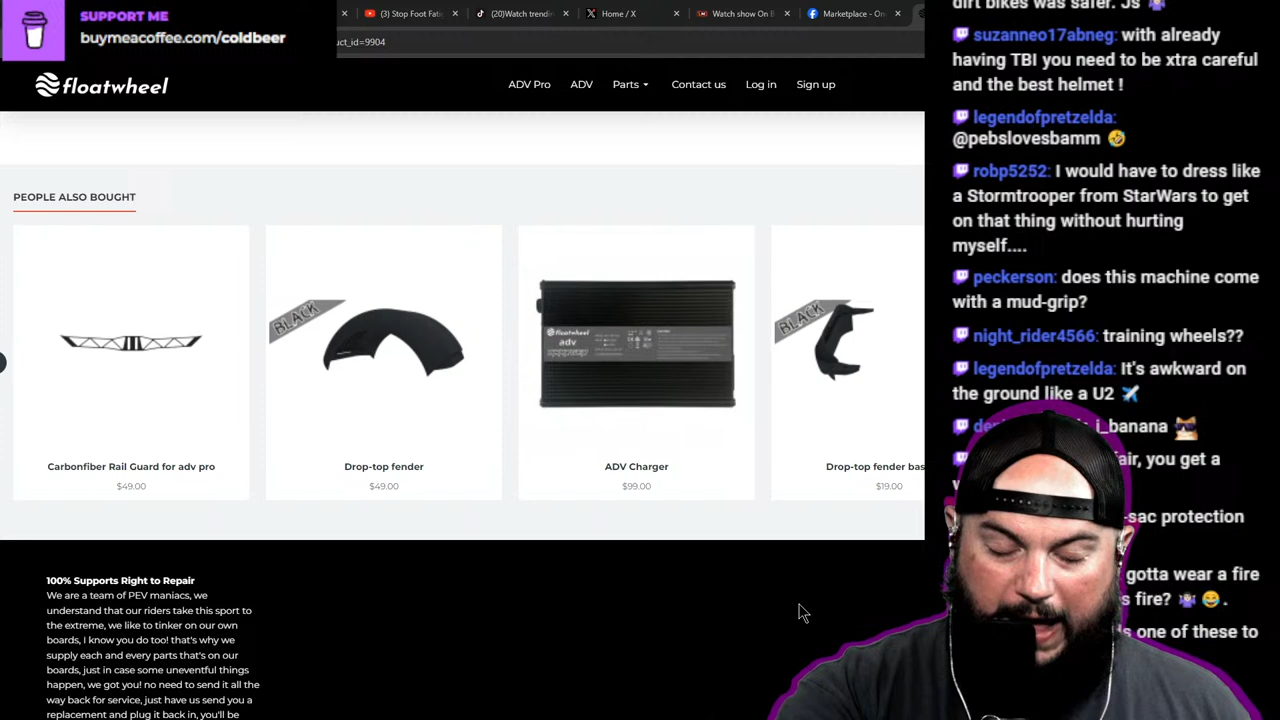 SUPPORT ME
buymeacoffee.com/coldbeer
(3) Stop Foot Fat
(20)Watch trendin
Home / X
Watch show On B
Marketplace - On
uct_id=9904
floatwheel
ADV Pro
ADV
Parts
Contact us
Log in
Sign up
PEOPLE ALSO BOUGHT
BLACK
floatwheel
adv
BLACK
Carbonfiber Rail Guard for adv pro
$49.00
Drop-top fender
$49.00
ADV Charger
$99.00
Drop-top fender bas
$19.00
100% Supports Right to Repair
We are a team of PEV maniacs, we
understand that our riders take this sport to
the extreme, we like to tinker on our own
boards, I know you do too! that's why we
supply each and every parts that's on our
boards, just in case some uneventful things
happen, we got you! no need to send it all the
way back for service, just have us send you a
replacement and plug it back in, you'll be
dirt bikes was safer. Js
suzanneo17abneg: with already
having TBI you need to be xtra careful
and the best helmet !
legendofpretzelda:
@pebslovesbamm
robp5252: I would have to dress like
a Stormtrooper from StarWars to get
on that thing without hurting
myself....
peckerson: does this machine come
with a mud-grip?
night_rider4566: training wheels??
legendofpretzelda: It's awkward on
the ground like a U2
i_banana
air, you get a
-sac protection
gotta wear a fire
s fire? .
s one of these to